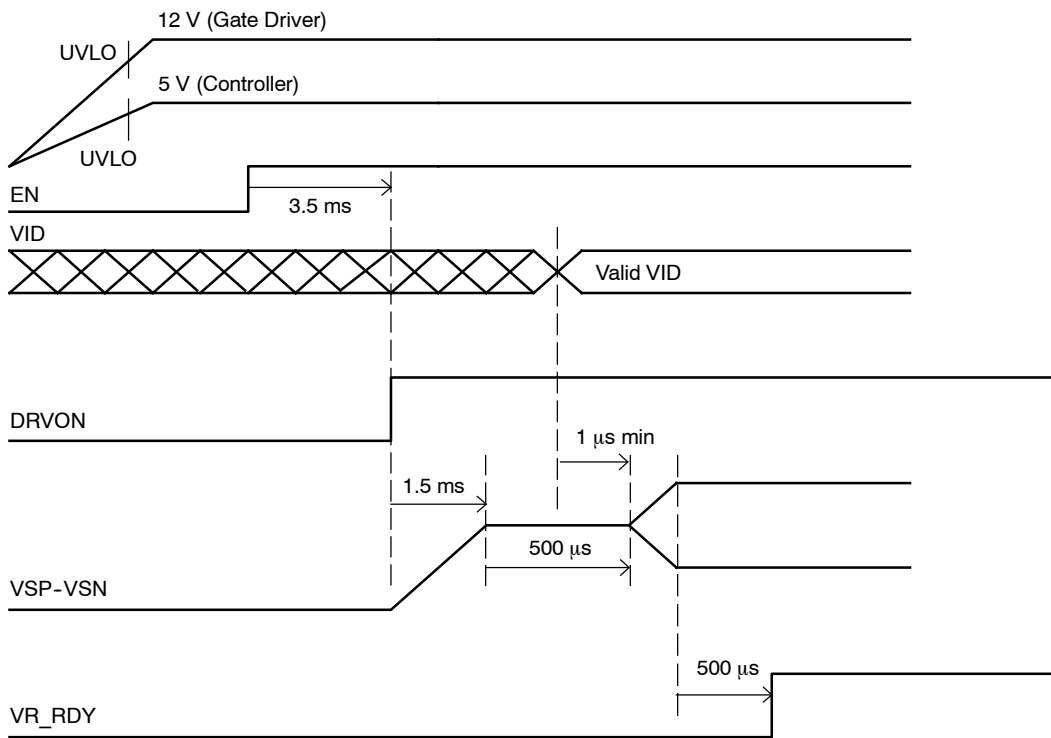 12 V (Gate Driver)
UVLO
5 V (Controller)
UVLO
EN
3.5 ms
VID
Valid VID
DRVON
1 μs min
1.5 ms
500 μs
VSP-VSN
500 μs
VR_RDY